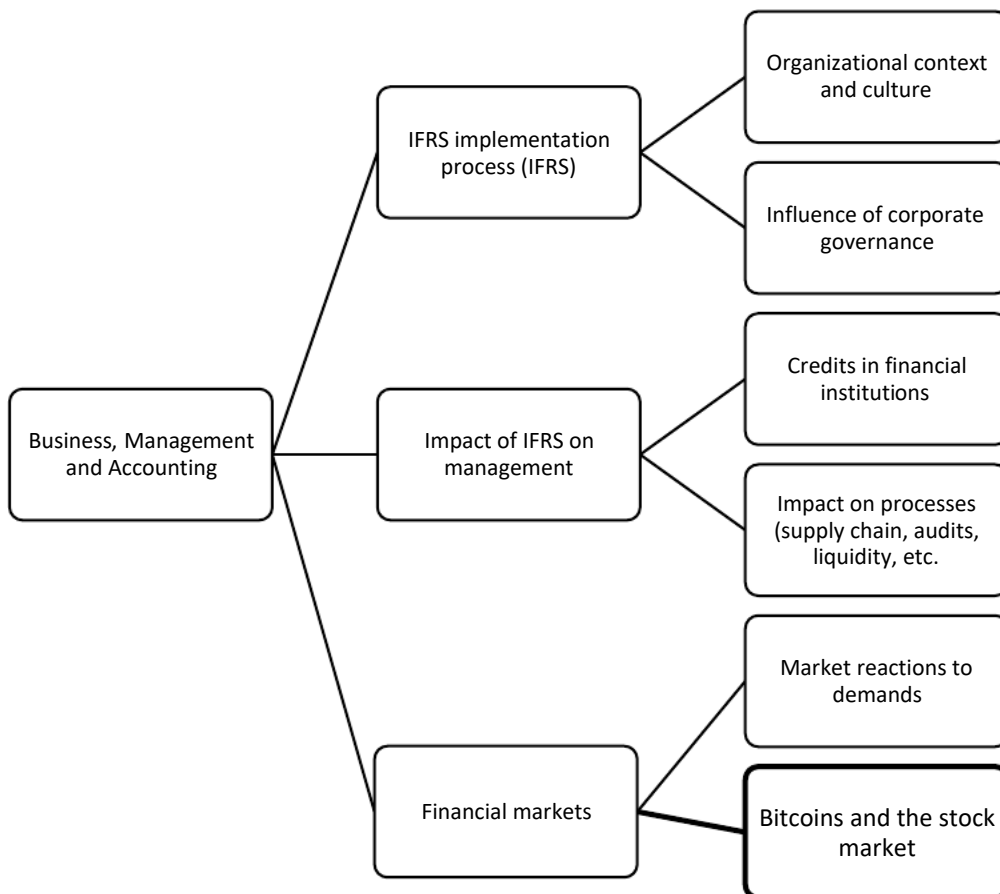 Organizational context
and culture
IFRS implementation
process (IFRS)
Influence of corporate
governance
Credits in financial
institutions
Business, Management
and Accounting
Impact of IFRS on
management
Impact on processes
(supply chain, audits,
liquidity, etc.
Market reactions to
demands
Financial markets
Bitcoins and the stock
market